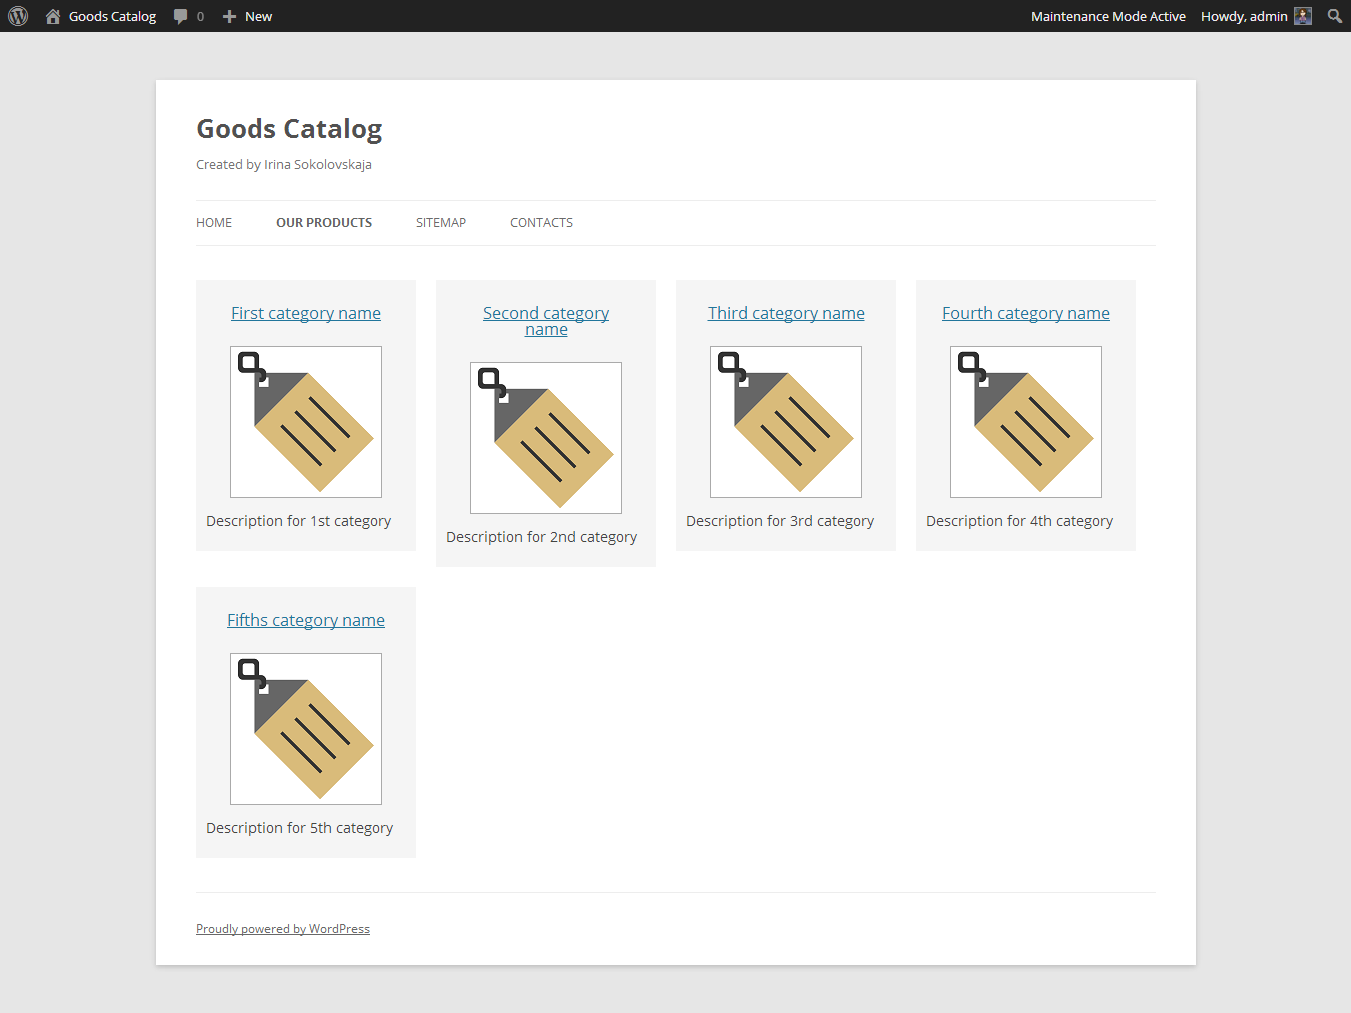 Goods Catalog 0 New Maintenance Mode Active Howdy, admin
Goods Catalog
Created by Irina Sokolovskaja
HOME OUR PRODUCTS SITEMAP CONTACTS
First category name
Description for 1st category
Second category
name
Description for 2nd category
Third category name
Description for 3rd category
Fourth category name
Description for 4th category
Fifths category name
Description for 5th category
Proudly powered by WordPress